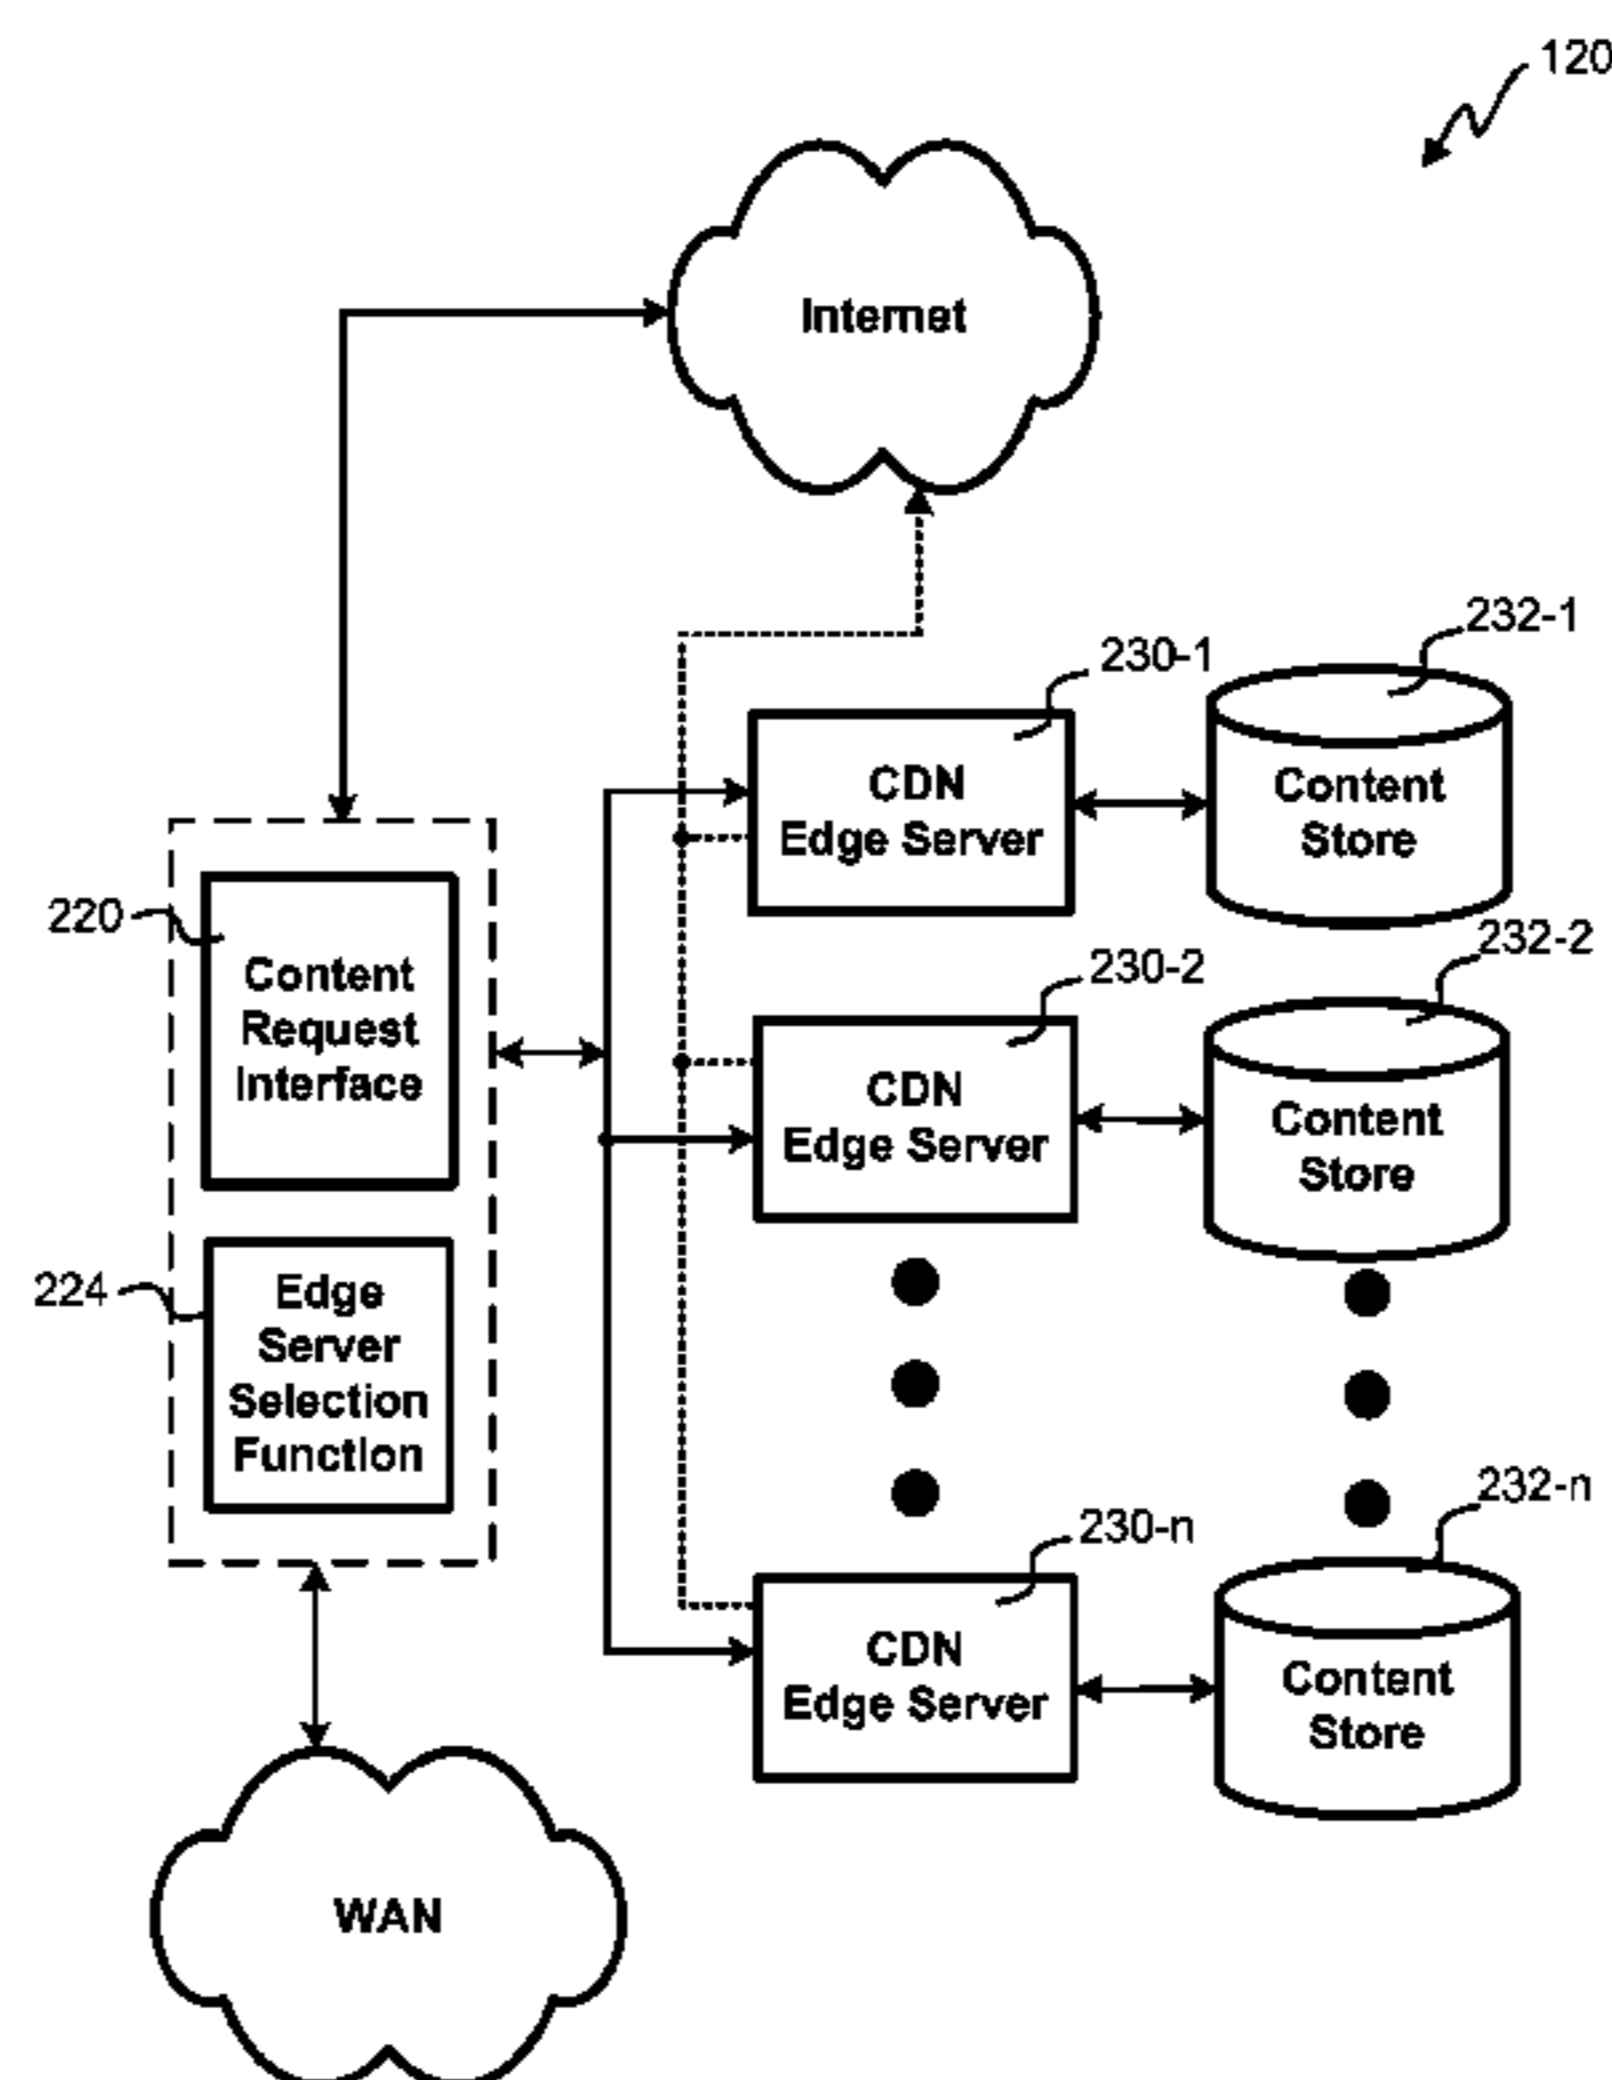 120
Internet
232-1
230-1
CDN
Edge Server
Content
Store
220
Content
Request
Interface
232-2
230-2
CDN
Edge Server
Content
Store
224
Edge
Server
Selection
Function
232-n
230-n
CDN
Edge Server
Content
Store
WAN